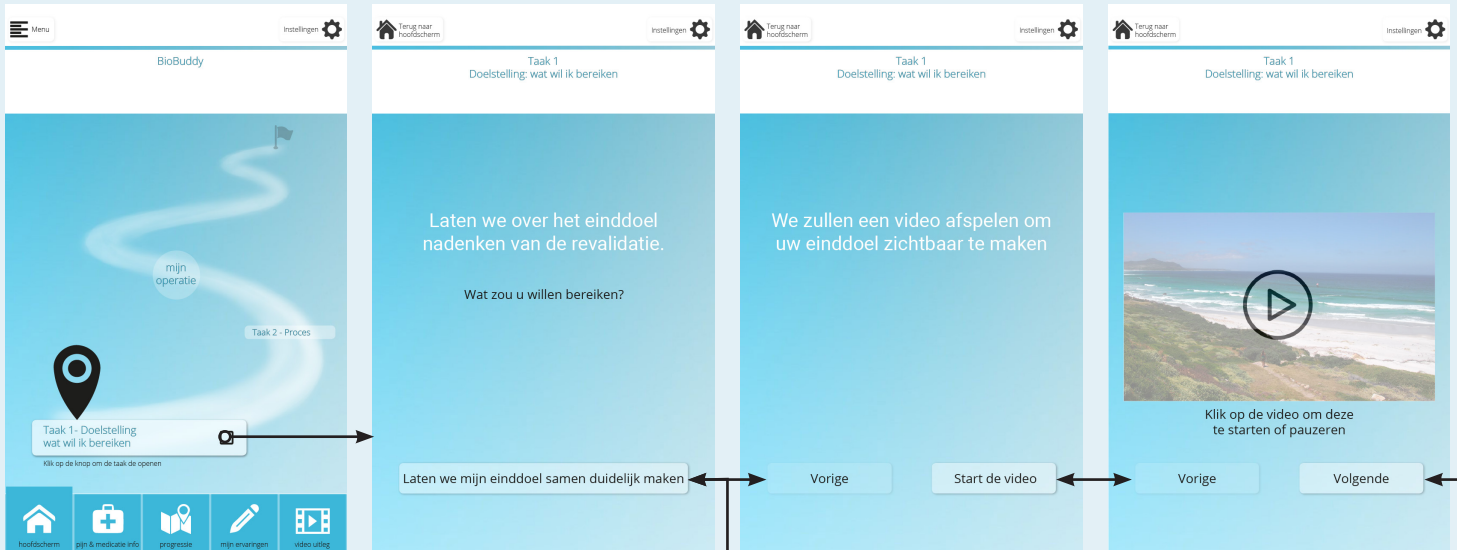 Menu
Instellingen
BioBuddy
mijn
operatie
Taak 2 - Proces
Taak 1- Doelstelling
wat wil ik bereiken
Klik op de knop om de taak de openen
hoofdscherm
pijn & medicatie info
progressie
mijn ervaringen
video uitleg
Terug naar
hoofdscherm
Instellingen
Taak 1
Doelstelling: wat wil ik bereiken
Laten we over het einddoel
nadenken van de revalidatie.
Wat zou u willen bereiken?
Laten we mijn einddoel samen duidelijk maken
Terug naar
hoofdscherm
Instellingen
Taak 1
Doelstelling: wat wil ik bereiken
We zullen een video afspelen om
uw einddoel zichtbaar te maken
Vorige
Start de video
Terug naar
hoofdscherm
Instellingen
Taak 1
Doelstelling: wat wil ik bereiken
Klik op de video om deze
te starten of pauzeren
Vorige
Volgende